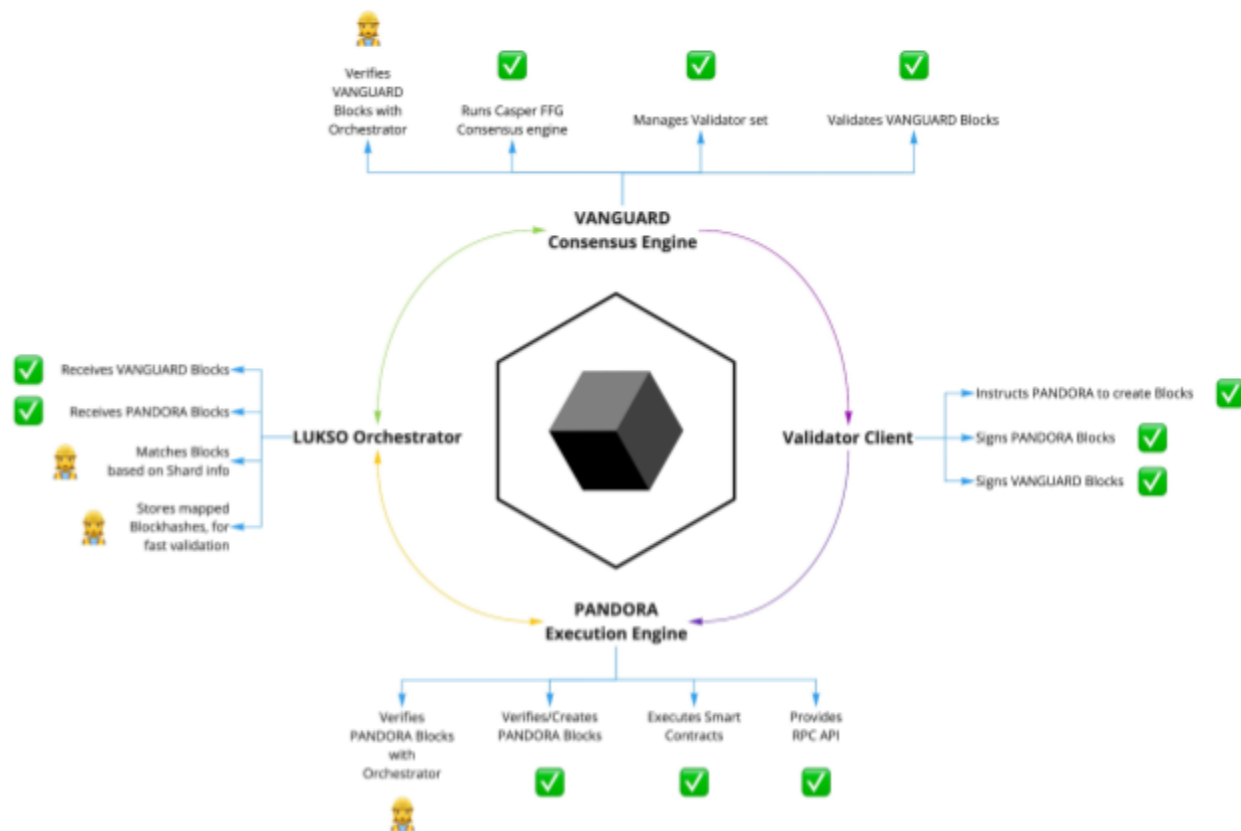 Verifies
VANGUARD
Blocks with
Orchestrator
Runs Casper FFG
Consensus engine
Manages Validator set
Validates VANGUARD Blocks
VANGUARD
Consensus Engine
Receives VANGUARD Blocks
Receives PANDORA Blocks
Matches Blocks
based on Shard info
Stores mapped
Blockhashes, for
fast validation
LUKSO Orchestrator
Validator Client
Instructs PANDORA to create Blocks
Signs PANDORA Blocks
Signs VANGUARD Blocks
PANDORA
Execution Engine
Verifies
PANDORA Blocks
with
Orchestrator
Verifies/Creates
PANDORA Blocks
Executes Smart
Contracts
Provides
RPC API